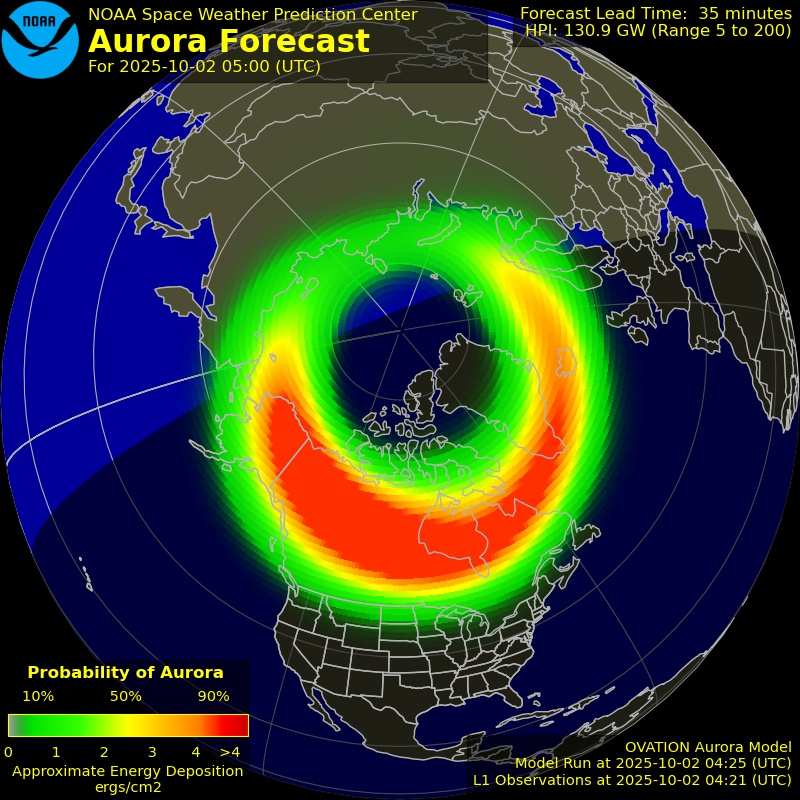 NOAA
NOAA Space Weather Prediction Center
Aurora Forecast
For 2025-10-02 05:00 (UTC)
Forecast Lead Time: 35 minutes
HPI: 130.9 GW (Range 5 to 200)
Probability of Aurora
10% 50% 90%
0 1 2 3 4 >4
Approximate Energy Deposition
ergs/cm2
OVATION Aurora Model
Model Run at 2025-10-02 04:25 (UTC)
L1 Observations at 2025-10-02 04:21 (UTC)